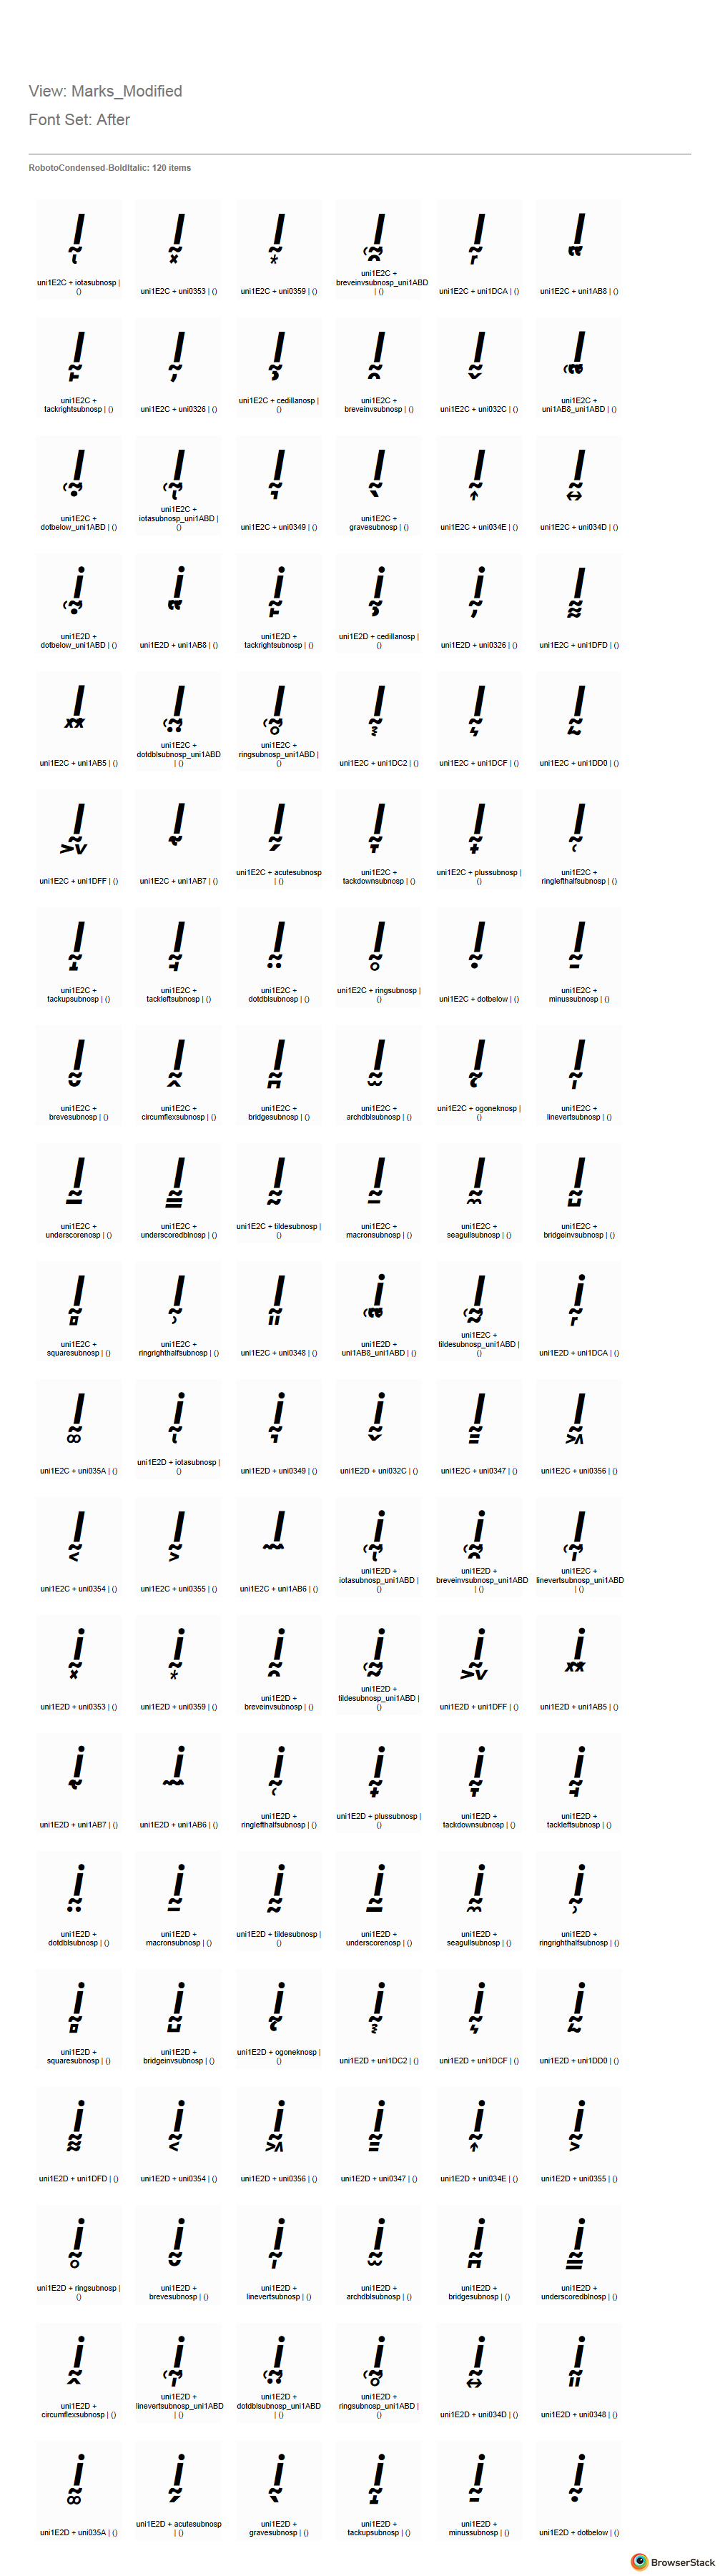 View: Marks_Modified
Font Set: After
RobotoCondensed-BoldItalic: 120 items
uni1E2C + iotasubnosp |
()
uni1E2C + uni0353 | ()
uni1E2C + uni0359 | ()
uni1E2C +
breveinvsubnosp_uni1ABD
| ()
uni1E2C + uni1DCA | ()
uni1E2C + uni1AB8 | ()
uni1E2C +
tackrightsubnosp | ()
uni1E2C + uni0326 | ()
uni1E2C + cedillanosp |
()
uni1E2C +
breveinvsubnosp | ()
uni1E2C + uni032C | ()
uni1E2C +
uni1AB8_uni1ABD | ()
uni1E2C +
dotbelow_uni1ABD | ()
uni1E2C +
iotasubnosp_uni1ABD |
()
uni1E2C + uni0349 | ()
uni1E2C +
gravesubnosp | ()
uni1E2C + uni034E | ()
uni1E2C + uni034D | ()
uni1E2D +
dotbelow_uni1ABD | ()
uni1E2D + uni1AB8 | ()
uni1E2D +
tackrightsubnosp | ()
uni1E2D + cedillanosp |
()
uni1E2D + uni0326 | ()
uni1E2C + uni1DFD | ()
uni1E2C + uni1AB5 | ()
uni1E2C +
dotdblsubnosp_uni1ABD
| ()
uni1E2C +
ringsubnosp_uni1ABD |
()
uni1E2C + uni1DC2 | ()
uni1E2C + uni1DCF | ()
uni1E2C + uni1DD0 | ()
uni1E2C + uni1DFF | ()
uni1E2C + uni1AB7 | ()
uni1E2C + acutesubnosp
| ()
uni1E2C +
tackdownsubnosp | ()
uni1E2C + plussubnosp |
()
uni1E2C +
ringlefthalfsubnosp | ()
uni1E2C +
tackupsubnosp | ()
uni1E2C +
tackleftsubnosp | ()
uni1E2C +
dotdblsubnosp | ()
uni1E2C + ringsubnosp |
()
uni1E2C + dotbelow | ()
uni1E2C +
minussubnosp | ()
uni1E2C +
brevesubnosp | ()
uni1E2C +
circumflexsubnosp | ()
uni1E2C +
bridgesubnosp | ()
uni1E2C +
archdblsubnosp | ()
uni1E2C + ogoneknosp |
()
uni1E2C +
linevertsubnosp | ()
uni1E2C +
underscorenosp | ()
uni1E2C +
underscoredblnosp | ()
uni1E2C + tildesubnosp |
()
uni1E2C +
macronsubnosp | ()
uni1E2C +
seagullsubnosp | ()
uni1E2C +
bridgeinvsubnosp | ()
uni1E2C +
squaresubnosp | ()
uni1E2C +
ringrighthalfsubnosp | ()
uni1E2C + uni0348 | ()
uni1E2D +
uni1AB8_uni1ABD | ()
uni1E2C +
tildesubnosp_uni1ABD |
()
uni1E2D + uni1DCA | ()
uni1E2C + uni035A | ()
uni1E2D + iotasubnosp |
()
uni1E2D + uni0349 | ()
uni1E2D + uni032C | ()
uni1E2C + uni0347 | ()
uni1E2C + uni0356 | ()
uni1E2C + uni0354 | ()
uni1E2C + uni0355 | ()
uni1E2C + uni1AB6 | ()
uni1E2D +
iotasubnosp_uni1ABD |
()
uni1E2D +
breveinvsubnosp_uni1ABD
| ()
uni1E2C +
linevertsubnosp_uni1ABD
| ()
uni1E2D + uni0353 | ()
uni1E2D + uni0359 | ()
uni1E2D +
breveinvsubnosp | ()
uni1E2D +
tildesubnosp_uni1ABD |
()
uni1E2D + uni1DFF | ()
uni1E2D + uni1AB5 | ()
uni1E2D + uni1AB7 | ()
uni1E2D + uni1AB6 | ()
uni1E2D +
ringlefthalfsubnosp | ()
uni1E2D + plussubnosp |
()
uni1E2D +
tackdownsubnosp | ()
uni1E2D +
tackleftsubnosp | ()
uni1E2D +
dotdblsubnosp | ()
uni1E2D +
macronsubnosp | ()
uni1E2D + tildesubnosp |
()
uni1E2D +
underscorenosp | ()
uni1E2D +
seagullsubnosp | ()
uni1E2D +
ringrighthalfsubnosp | ()
uni1E2D +
squaresubnosp | ()
uni1E2D +
bridgeinvsubnosp | ()
uni1E2D + ogoneknosp |
()
uni1E2D + uni1DC2 | ()
uni1E2D + uni1DCF | ()
uni1E2D + uni1DD0 | ()
uni1E2D + uni1DFD | ()
uni1E2D + uni0354 | ()
uni1E2D + uni0356 | ()
uni1E2D + uni0347 | ()
uni1E2D + uni034E | ()
uni1E2D + uni0355 | ()
uni1E2D + ringsubnosp |
()
uni1E2D +
brevesubnosp | ()
uni1E2D +
linevertsubnosp | ()
uni1E2D +
archdblsubnosp | ()
uni1E2D +
bridgesubnosp | ()
uni1E2D +
underscoredblnosp | ()
uni1E2D +
circumflexsubnosp | ()
uni1E2D +
linevertsubnosp_uni1ABD
| ()
uni1E2D +
dotdblsubnosp_uni1ABD
| ()
uni1E2D +
ringsubnosp_uni1ABD |
()
uni1E2D + uni034D | ()
uni1E2D + uni0348 | ()
uni1E2D + uni035A | ()
uni1E2D + acutesubnosp
| ()
uni1E2D +
gravesubnosp | ()
uni1E2D +
tackupsubnosp | ()
uni1E2D +
minussubnosp | ()
uni1E2D + dotbelow | ()
BrowserStack